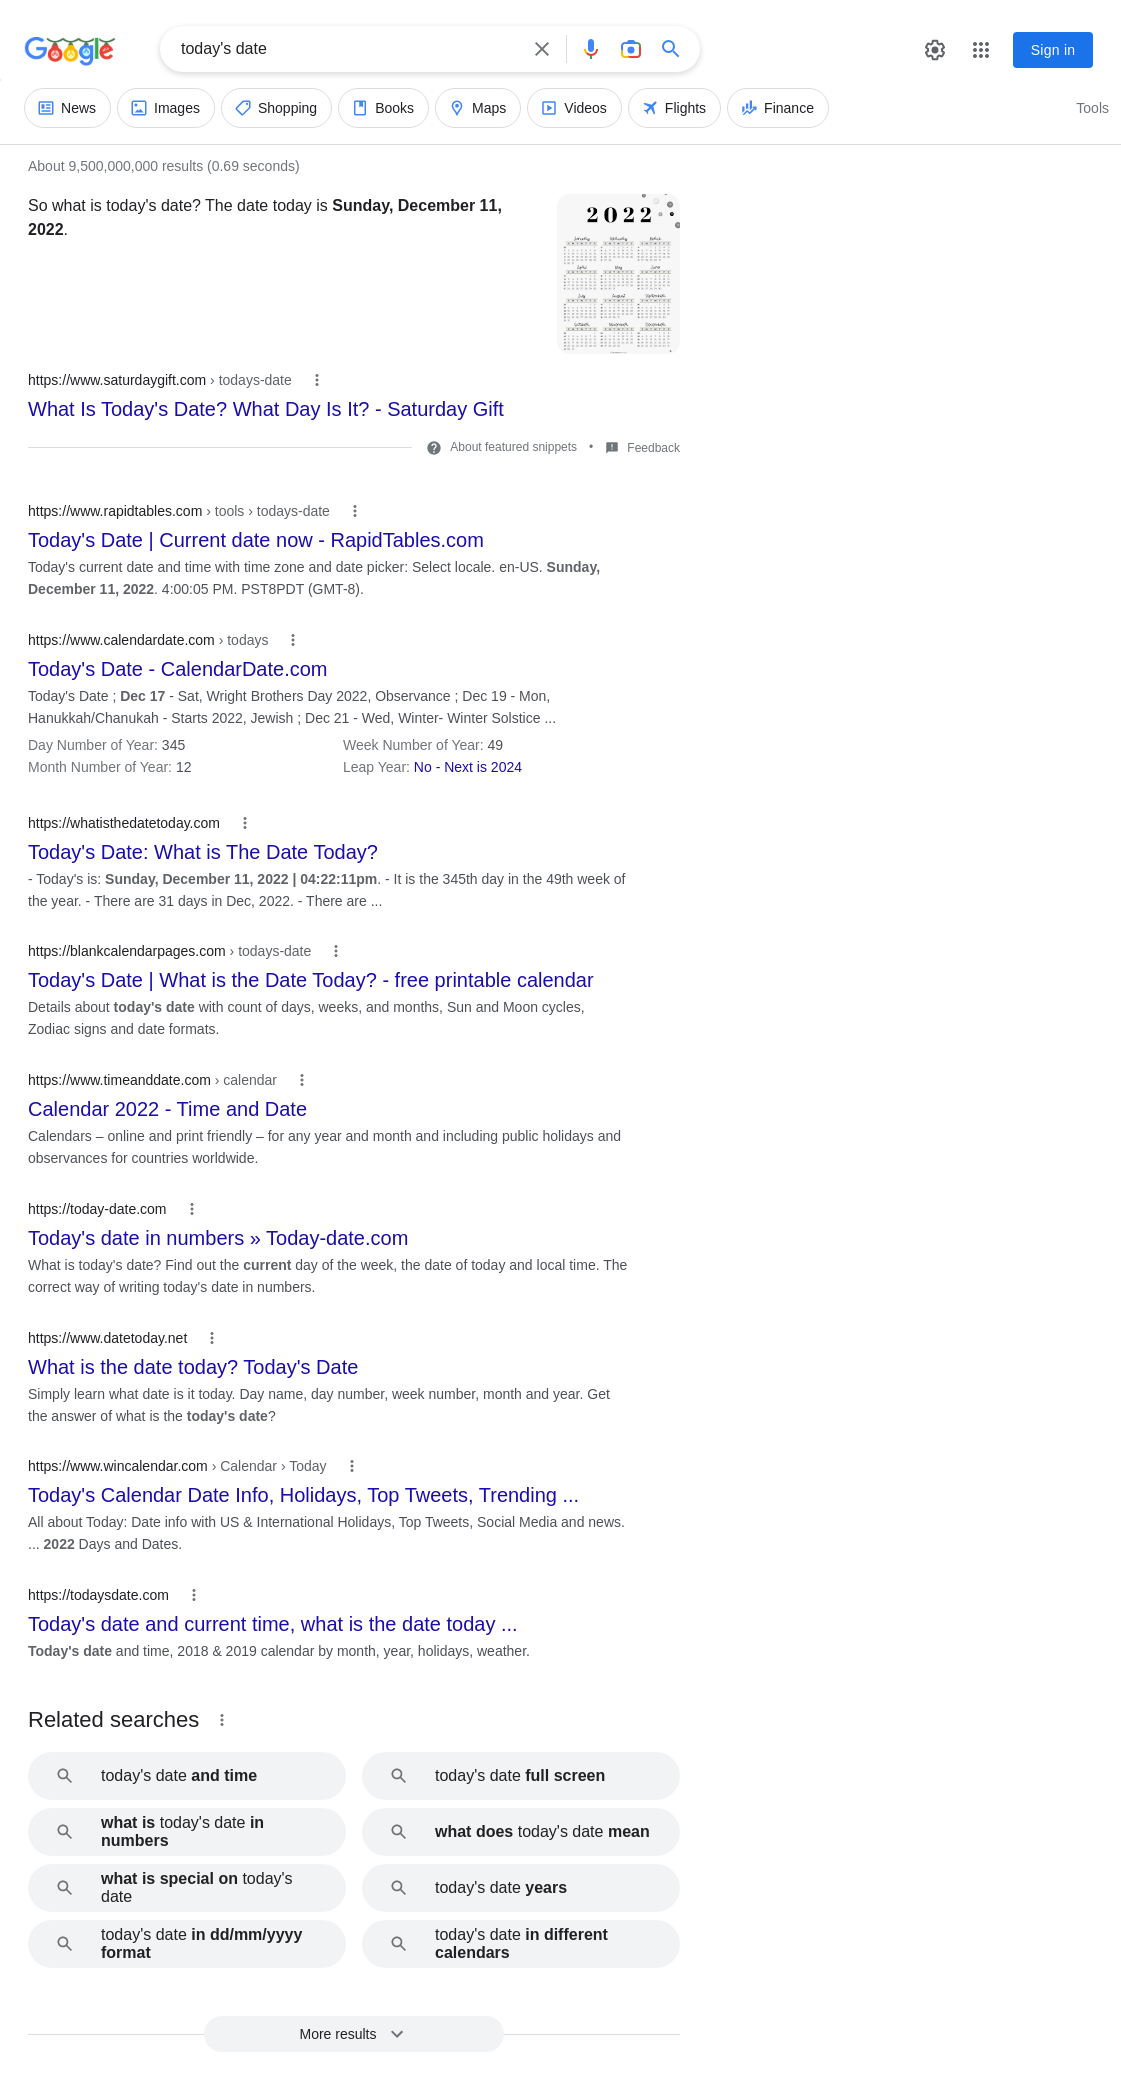 Google
today's date
Sign in
News Images Shopping Books Maps Videos Flights Finance Tools
About 9,500,000,000 results (0.69 seconds)
So what is today's date? The date today is Sunday, December 11,
2022.
2022
https://www.saturdaygift.com › todays-date
What Is Today's Date? What Day Is It? - Saturday Gift
About featured snippets • Feedback
https://www.rapidtables.com › tools › todays-date
Today's Date | Current date now - RapidTables.com
Today's current date and time with time zone and date picker: Select locale. en-US. Sunday,
December 11, 2022. 4:00:05 PM. PST8PDT (GMT-8).
https://www.calendardate.com › todays
Today's Date - CalendarDate.com
Today's Date ; Dec 17 - Sat, Wright Brothers Day 2022, Observance ; Dec 19 - Mon,
Hanukkah/Chanukah - Starts 2022, Jewish ; Dec 21 - Wed, Winter- Winter Solstice ...
Day Number of Year: 345 Week Number of Year: 49
Month Number of Year: 12 Leap Year: No - Next is 2024
https://whatisthedatetoday.com
Today's Date: What is The Date Today?
- Today's is: Sunday, December 11, 2022 | 04:22:11pm. - It is the 345th day in the 49th week of
the year. - There are 31 days in Dec, 2022. - There are ...
https://blankcalendarpages.com › todays-date
Today's Date | What is the Date Today? - free printable calendar
Details about today's date with count of days, weeks, and months, Sun and Moon cycles,
Zodiac signs and date formats.
https://www.timeanddate.com › calendar
Calendar 2022 - Time and Date
Calendars – online and print friendly – for any year and month and including public holidays and
observances for countries worldwide.
https://today-date.com
Today's date in numbers » Today-date.com
What is today's date? Find out the current day of the week, the date of today and local time. The
correct way of writing today's date in numbers.
https://www.datetoday.net
What is the date today? Today's Date
Simply learn what date is it today. Day name, day number, week number, month and year. Get
the answer of what is the today's date?
https://www.wincalendar.com › Calendar › Today
Today's Calendar Date Info, Holidays, Top Tweets, Trending ...
All about Today: Date info with US & International Holidays, Top Tweets, Social Media and news.
... 2022 Days and Dates.
https://todaysdate.com
Today's date and current time, what is the date today ...
Today's date and time, 2018 & 2019 calendar by month, year, holidays, weather.
Related searches
today's date and time
today's date full screen
what is today's date in
numbers
what does today's date mean
what is special on today's
date
today's date years
today's date in dd/mm/yyyy
format
today's date in different
calendars
More results